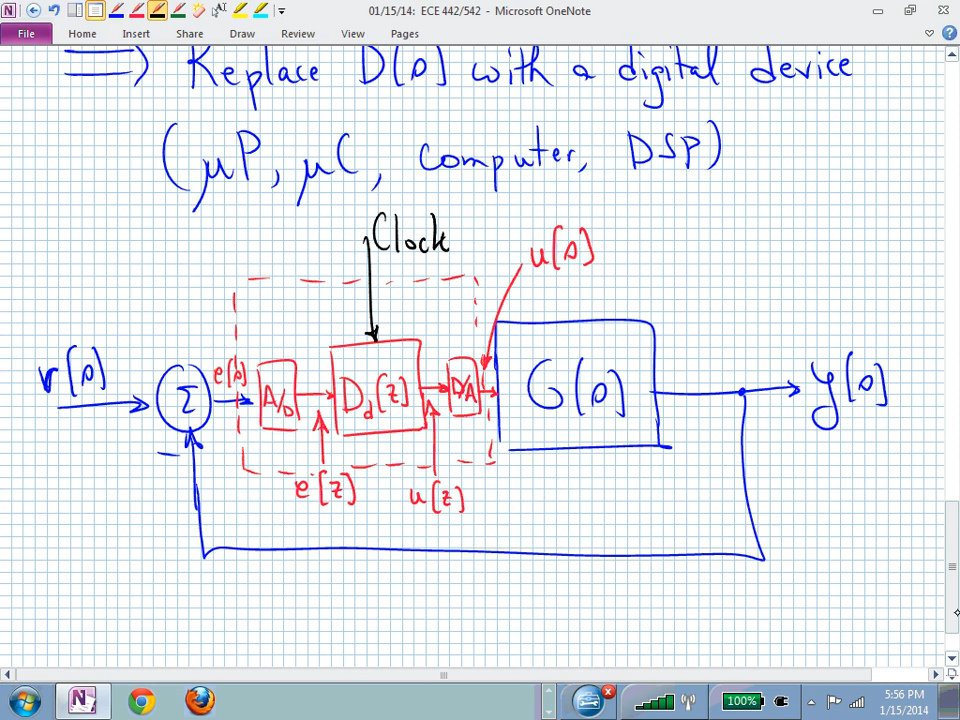 01/15/14: ECE 442/542 - Microsoft OneNote
File Home Insert Share Draw Review View Pages
⟹ Replace D(s) with a digital device
(μP, μC, computer, DSP)
Clock
u(s)
r(s)
Σ
e(s)
A/D
D_d(z)
D/A
G(s)
y(s)
−
e(z)
u(z)
100%
5:56 PM
1/15/2014